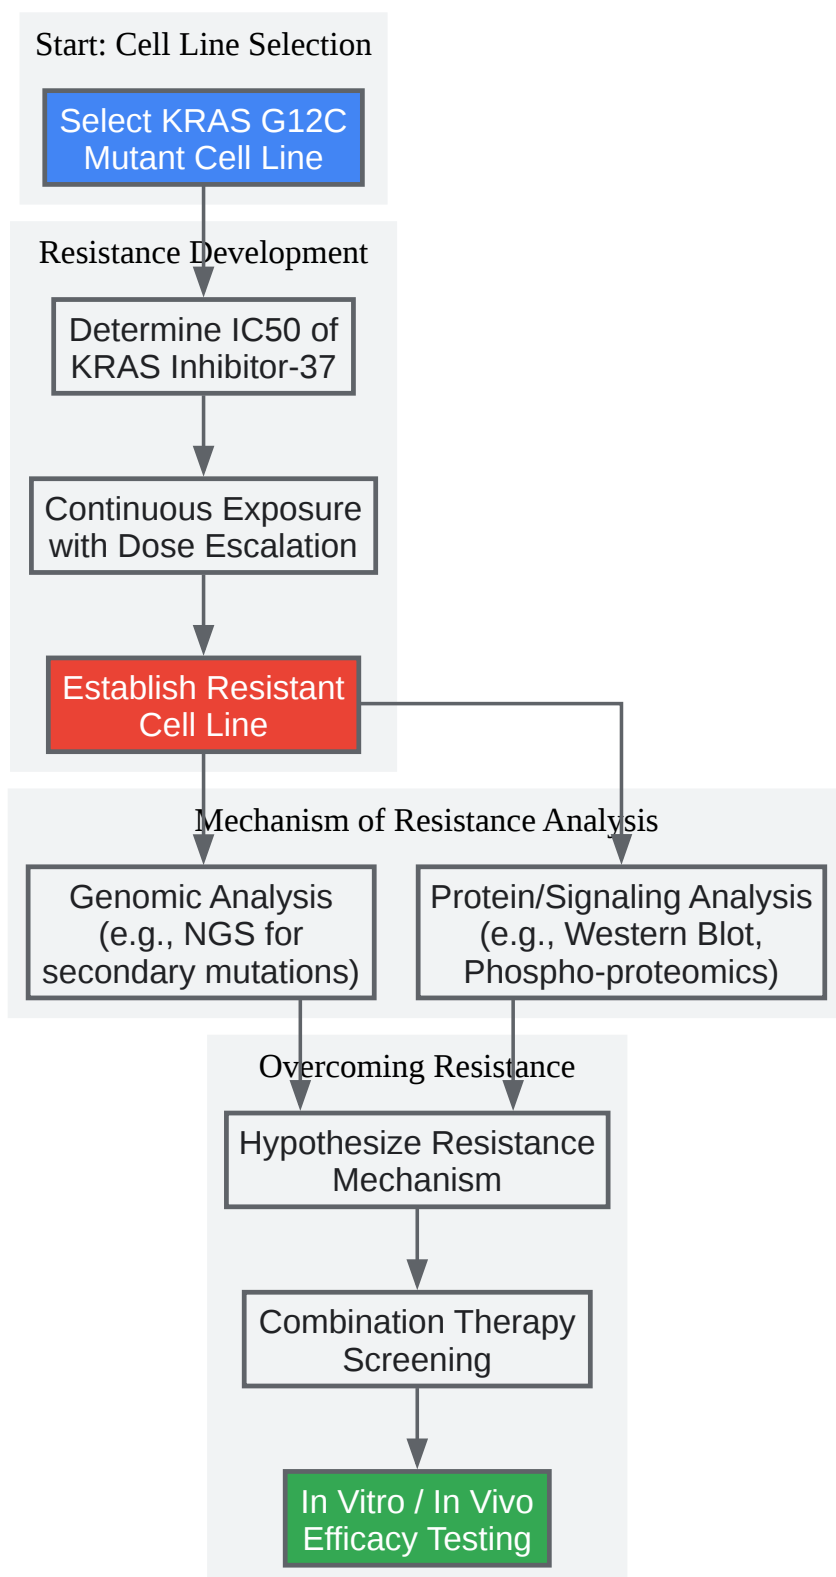 Start: Cell Line Selection
Select KRAS G12C
Mutant Cell Line
Resistance Development
Determine IC50 of
KRAS Inhibitor-37
Continuous Exposure
with Dose Escalation
Establish Resistant
Cell Line
Mechanism of Resistance Analysis
Genomic Analysis
(e.g., NGS for
secondary mutations)
Protein/Signaling Analysis
(e.g., Western Blot,
Phospho-proteomics)
Overcoming Resistance
Hypothesize Resistance
Mechanism
Combination Therapy
Screening
In Vitro / In Vivo
Efficacy Testing